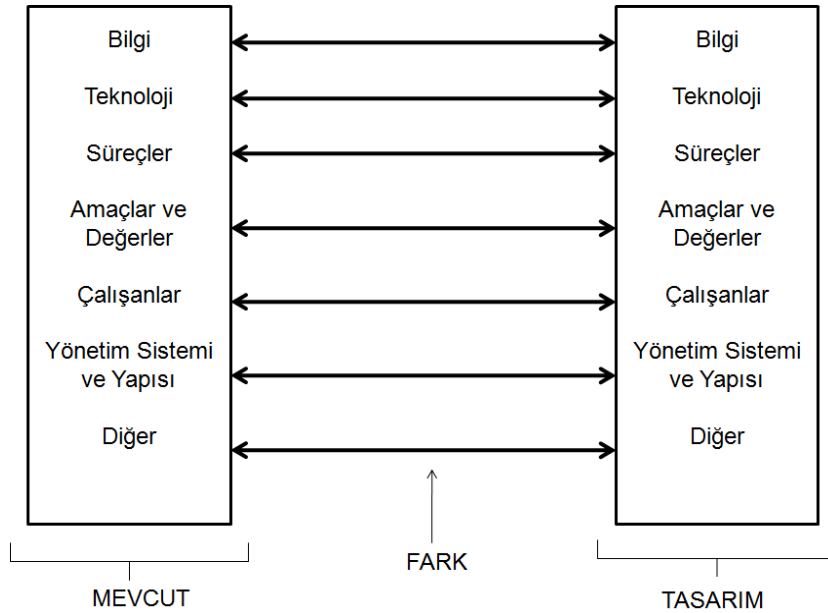 Bilgi
Teknoloji
Süreçler
Amaçlar ve
Değerler
Çalışanlar
Yönetim Sistemi
ve Yapısı
Diğer
MEVCUT
FARK
Bilgi
Teknoloji
Süreçler
Amaçlar ve
Değerler
Çalışanlar
Yönetim Sistemi
ve Yapısı
Diğer
TASARIM